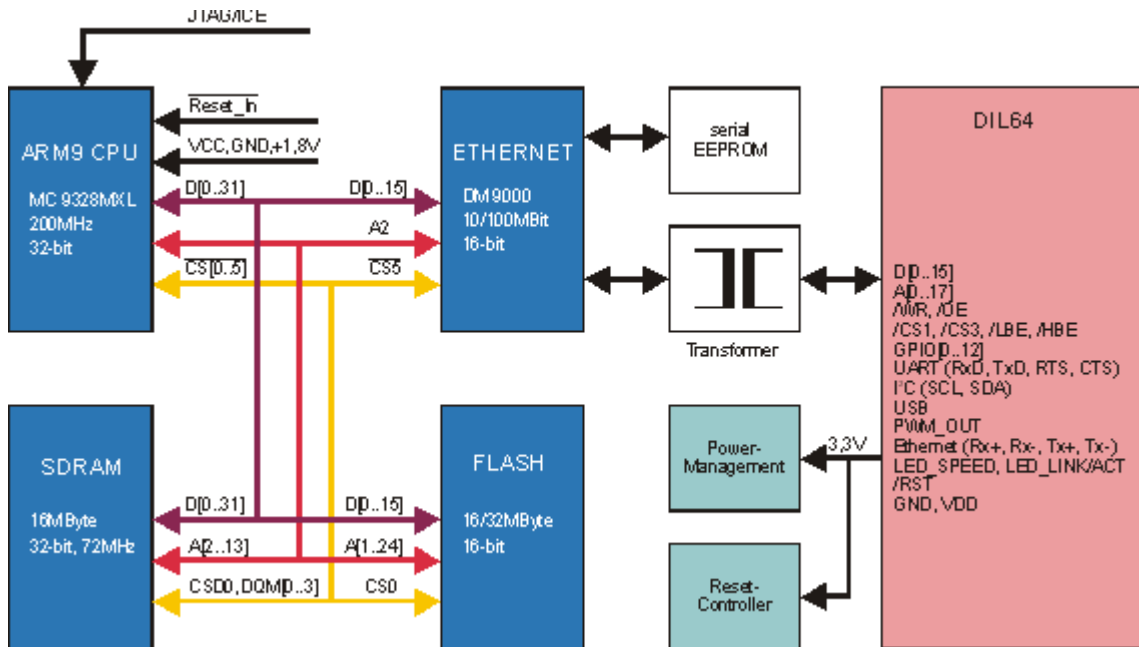 JTAG/ICE
Reset_In
VCC,GND,+1,8V
ARM9 CPU
MC 9328MXL
200MHz
32-bit
D[0..31]
D[0..15]
A2
CS[0..5]
CS5
ETHERNET
DM9000
10/100MBit
16-bit
serial
EEPROM
Transformer
DIL64
D[0..15]
A[0..17]
/WR, /OE
/CS1, /CS3, /LBE, /HBE
GPIO[0..12]
UART (RxD, TxD, RTS, CTS)
I²C (SCL, SDA)
USB
PWM_OUT
Ethernet (Rx+, Rx-, Tx+, Tx-)
LED_SPEED, LED_LINK/ACT
/RST
GND, VDD
SDRAM
16MByte
32-bit, 72MHz
D[0..31]
D[0..15]
A[2..13]
A[1..24]
CSD0,DQM[0..3]
CS0
FLASH
16/32MByte
16-bit
Power-
Management
3,3V
Reset-
Controller